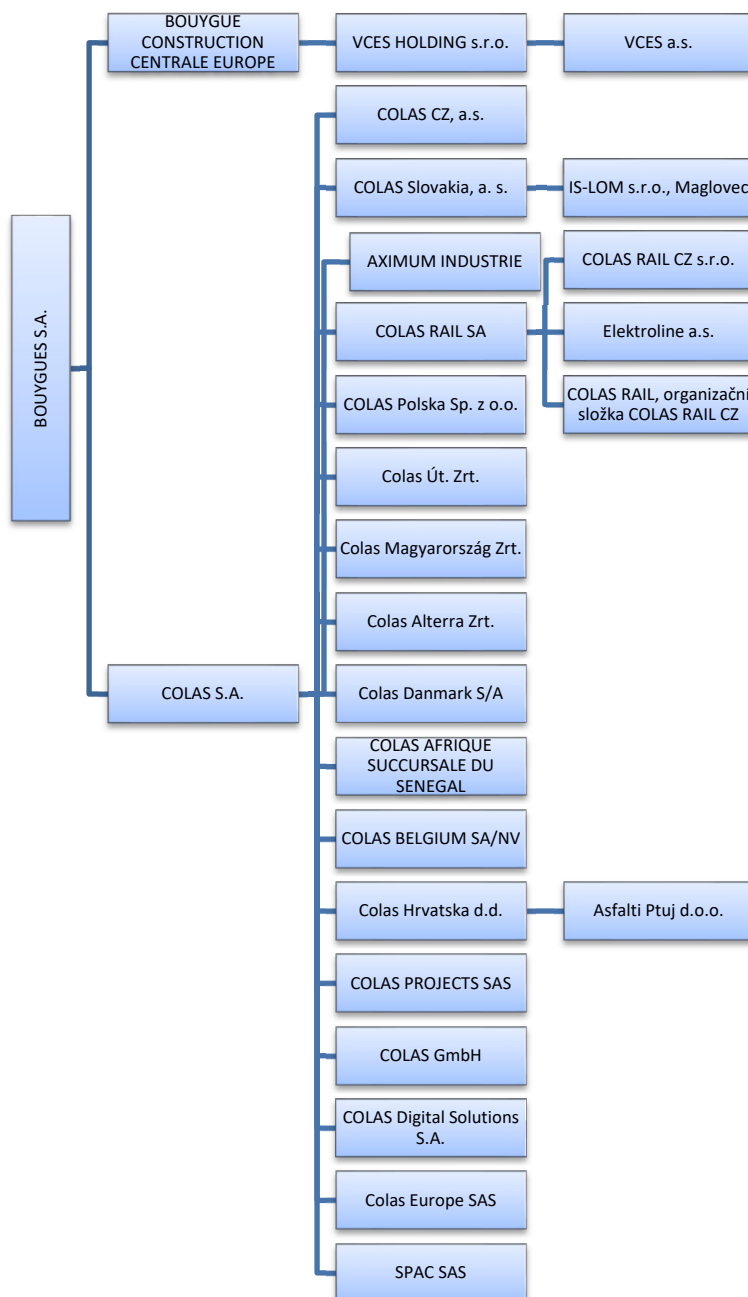 BOUYGUES S.A.
BOUYGUE
CONSTRUCTION
CENTRALE EUROPE
VCES HOLDING s.r.o.
VCES a.s.
COLAS S.A.
COLAS CZ, a.s.
COLAS Slovakia, a. s.
IS-LOM s.r.o., Maglovec
AXIMUM INDUSTRIE
COLAS RAIL SA
COLAS RAIL CZ s.r.o.
Elektroline a.s.
COLAS RAIL, organizační
složka COLAS RAIL CZ
COLAS Polska Sp. z o.o.
Colas Út. Zrt.
Colas Magyarország Zrt.
Colas Alterra Zrt.
Colas Danmark S/A
COLAS AFRIQUE
SUCCURSALE DU
SENEGAL
COLAS BELGIUM SA/NV
Colas Hrvatska d.d.
Asfalti Ptuj d.o.o.
COLAS PROJECTS SAS
COLAS GmbH
COLAS Digital Solutions
S.A.
Colas Europe SAS
SPAC SAS